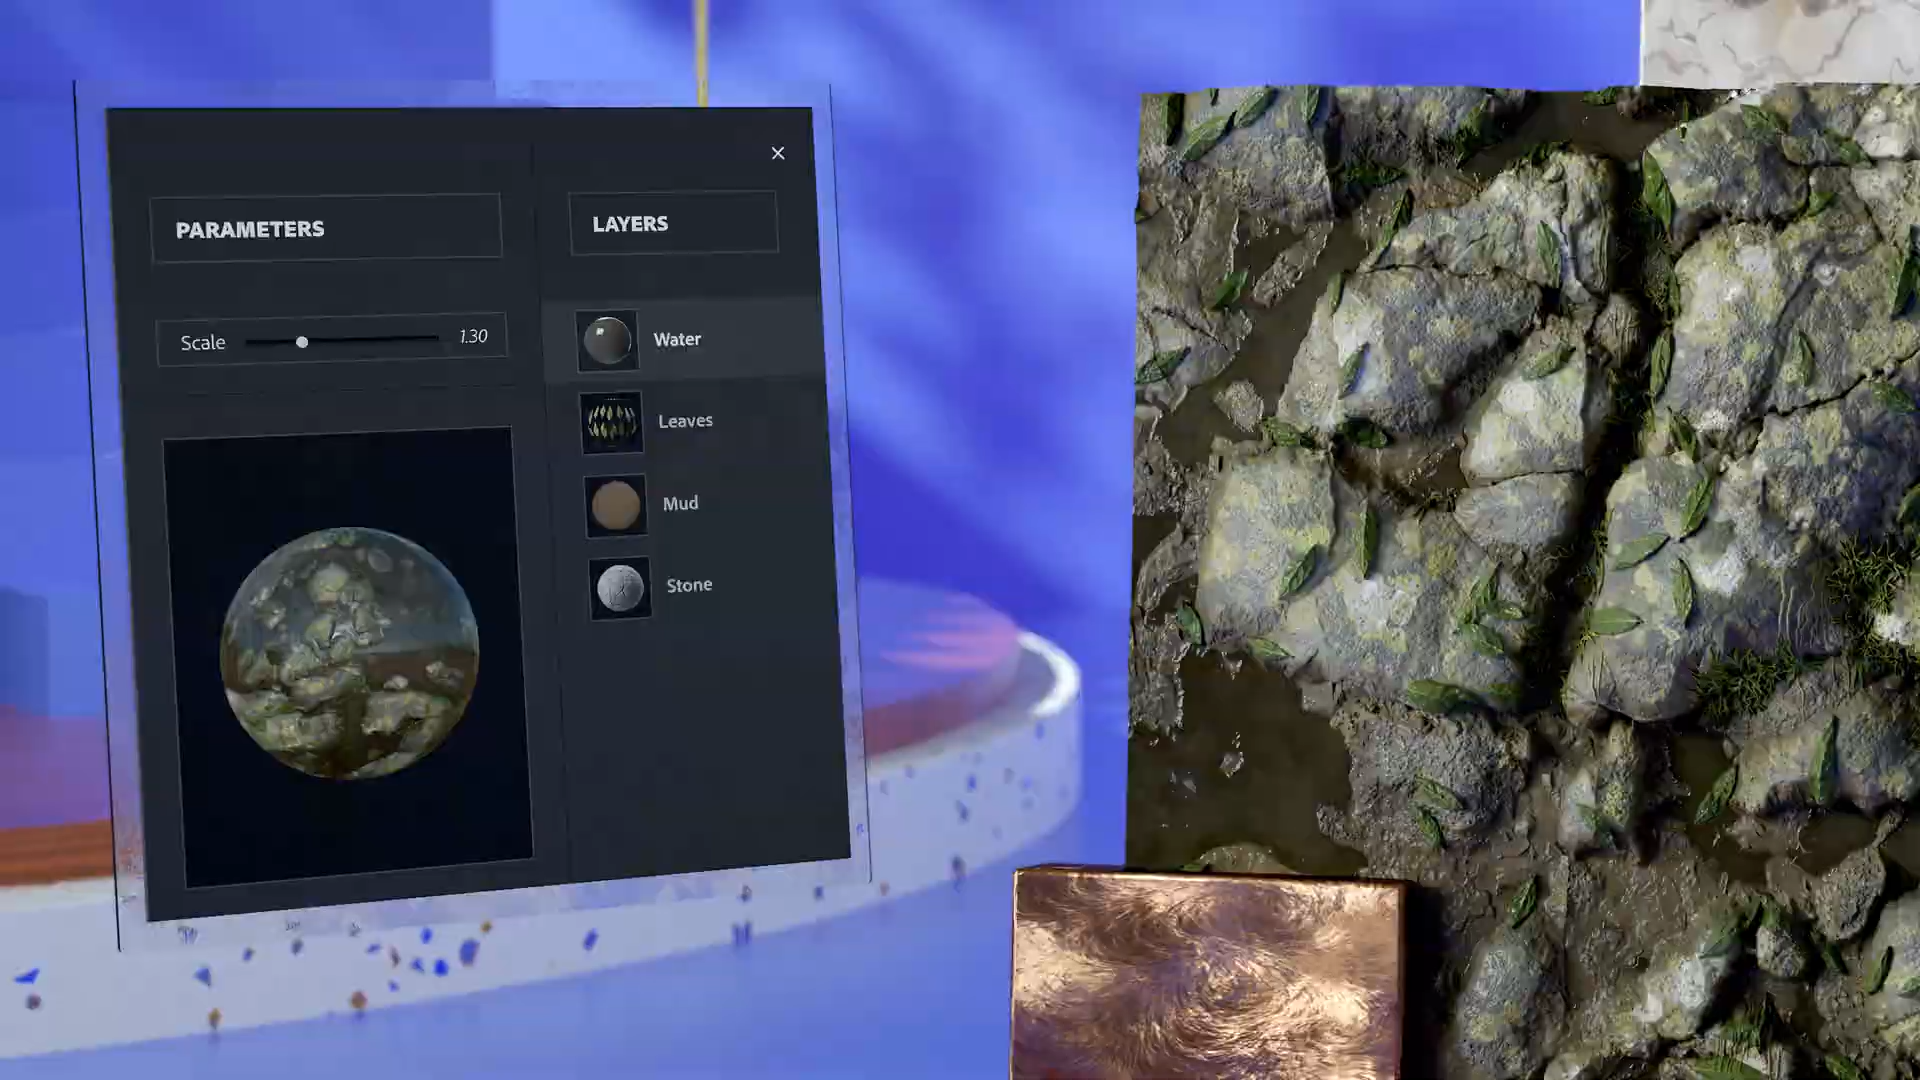 PARAMETERS
Scale 1.30
LAYERS
Water
Leaves
Mud
Stone